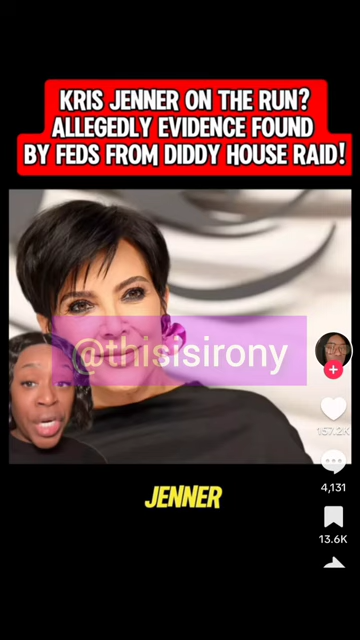 KRIS JENNER ON THE RUN?
ALLEGEDLY EVIDENCE FOUND
BY FEDS FROM DIDDY HOUSE RAID!
@thisisirony
157.2K
4,131
JENNER
13.6K